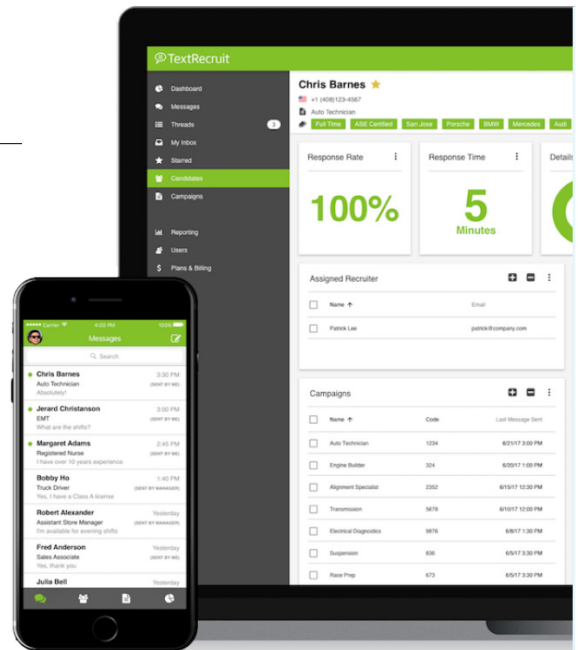 TextRecruit
Dashboard
Messages
Threads 3
My Inbox
Starred
Candidates
Campaigns
Reporting
Users
$ Plans & Billing
Chris Barnes
+1 (408)123-4567
Auto Technician
Full Time ASE Certified San Jose Porsche BMW Mercedes Audi
Response Rate
100%
Response Time
5
Minutes
Details
Assigned Recruiter
Name Email
Patrick Lee patrick@company.com
Campaigns
Name Code Last Message Sent
Auto Technician 1234 6/21/17 3:00 PM
Engine Builder 324 6/20/17 1:00 PM
Alignment Specialist 2352 6/15/17 12:30 PM
Transmission 5878 6/10/17 12:00 PM
Electrical Diagnostics 9876 6/8/17 1:30 PM
Suspension 836 6/5/17 3:30 PM
Race Prep 673 6/5/17 3:30 PM
Carrier 4:00 PM 100%
Messages
Search
Chris Barnes 3:30 PM
Auto Technician (SENT BY ME)
Absolutely!
Jerard Christanson 3:00 PM
EMT (SENT BY ME)
What are the shifts?
Margaret Adams 2:45 PM
Registered Nurse (SENT BY ME)
I have over 10 years experience
Bobby Ho 1:40 PM
Truck Driver (SENT BY MANAGER)
Yes, I have a Class A license
Robert Alexander Yesterday
Assistant Store Manager (SENT BY MANAGER)
I'm available for evening shifts
Fred Anderson Yesterday
Sales Associate (SENT BY ME)
Yes, thank you
Julia Bell Yesterday